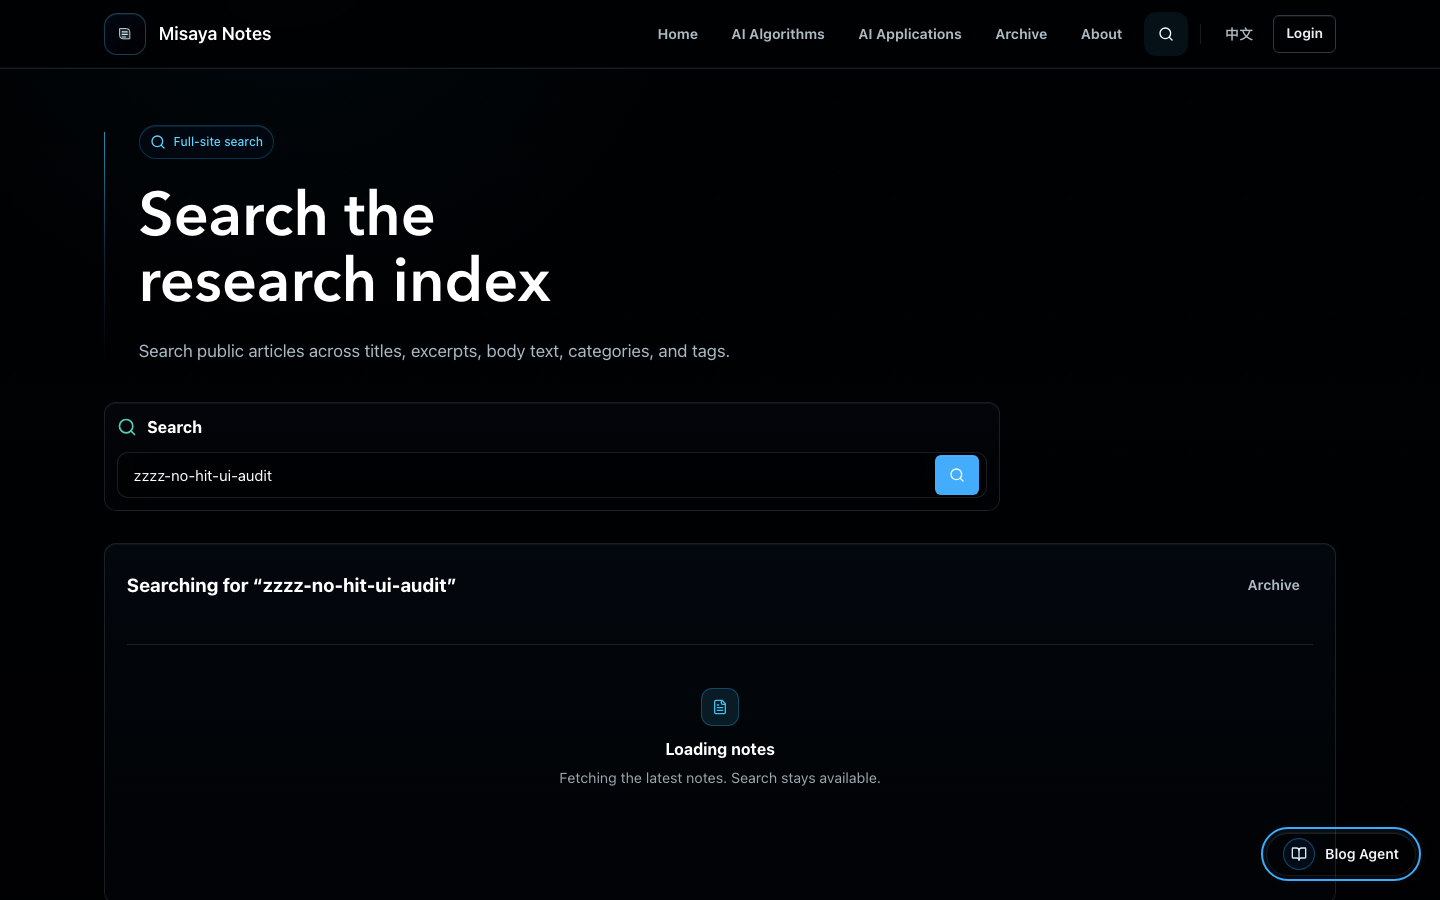 Misaya Notes
Home
AI Algorithms
AI Applications
Archive
About
中文
Login
Full-site search
Search the
research index
Search public articles across titles, excerpts, body text, categories, and tags.
Search
zzzz-no-hit-ui-audit
Searching for “zzzz-no-hit-ui-audit”
Archive
Loading notes
Fetching the latest notes. Search stays available.
Blog Agent